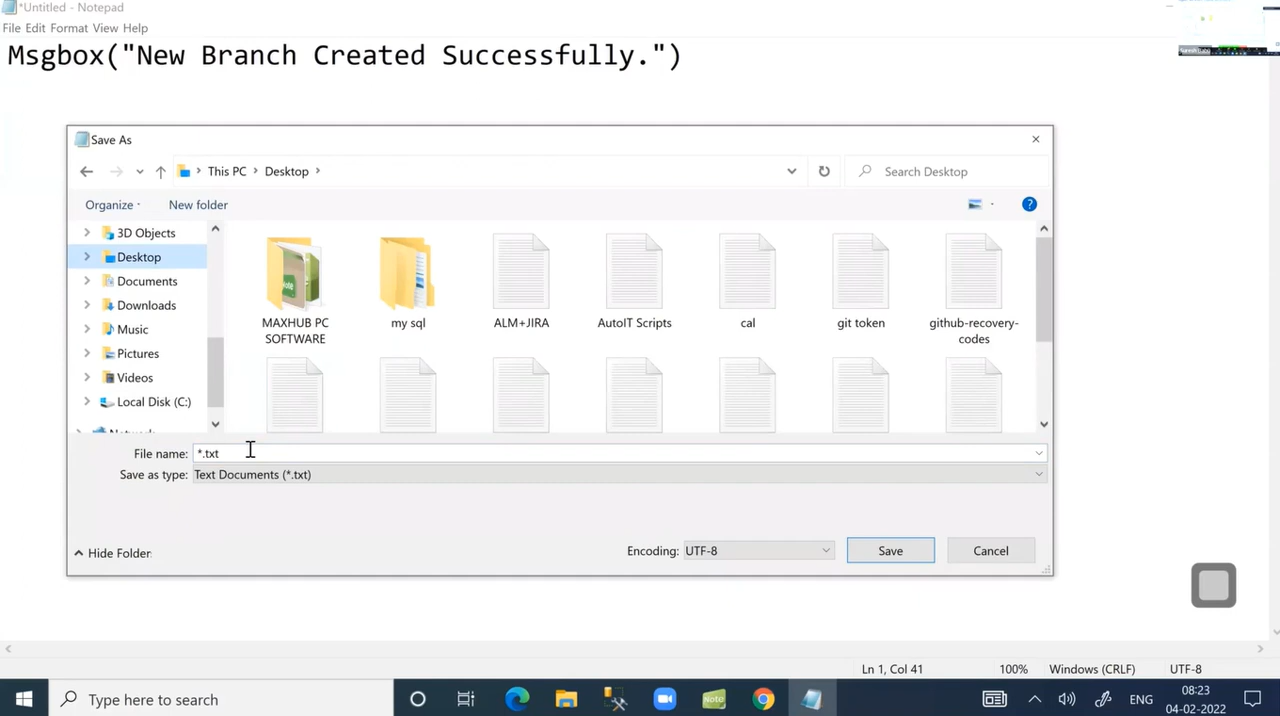 *Untitled - Notepad
File Edit Format View Help
Msgbox("New Branch Created Successfully.")
Save As
This PC > Desktop >
Search Desktop
Organize
New folder
3D Objects
Desktop
Documents
Downloads
Music
Pictures
Videos
Local Disk (C:)
MAXHUB PC
SOFTWARE
my sql
ALM+JIRA
AutoIT Scripts
cal
git token
github-recovery-
codes
File name: *.txt
Save as type: Text Documents (*.txt)
Hide Folder
Encoding: UTF-8
Save
Cancel
Ln 1, Col 41
100%
Windows (CRLF)
UTF-8
Type here to search
Note
ENG
08:23
04-02-2022